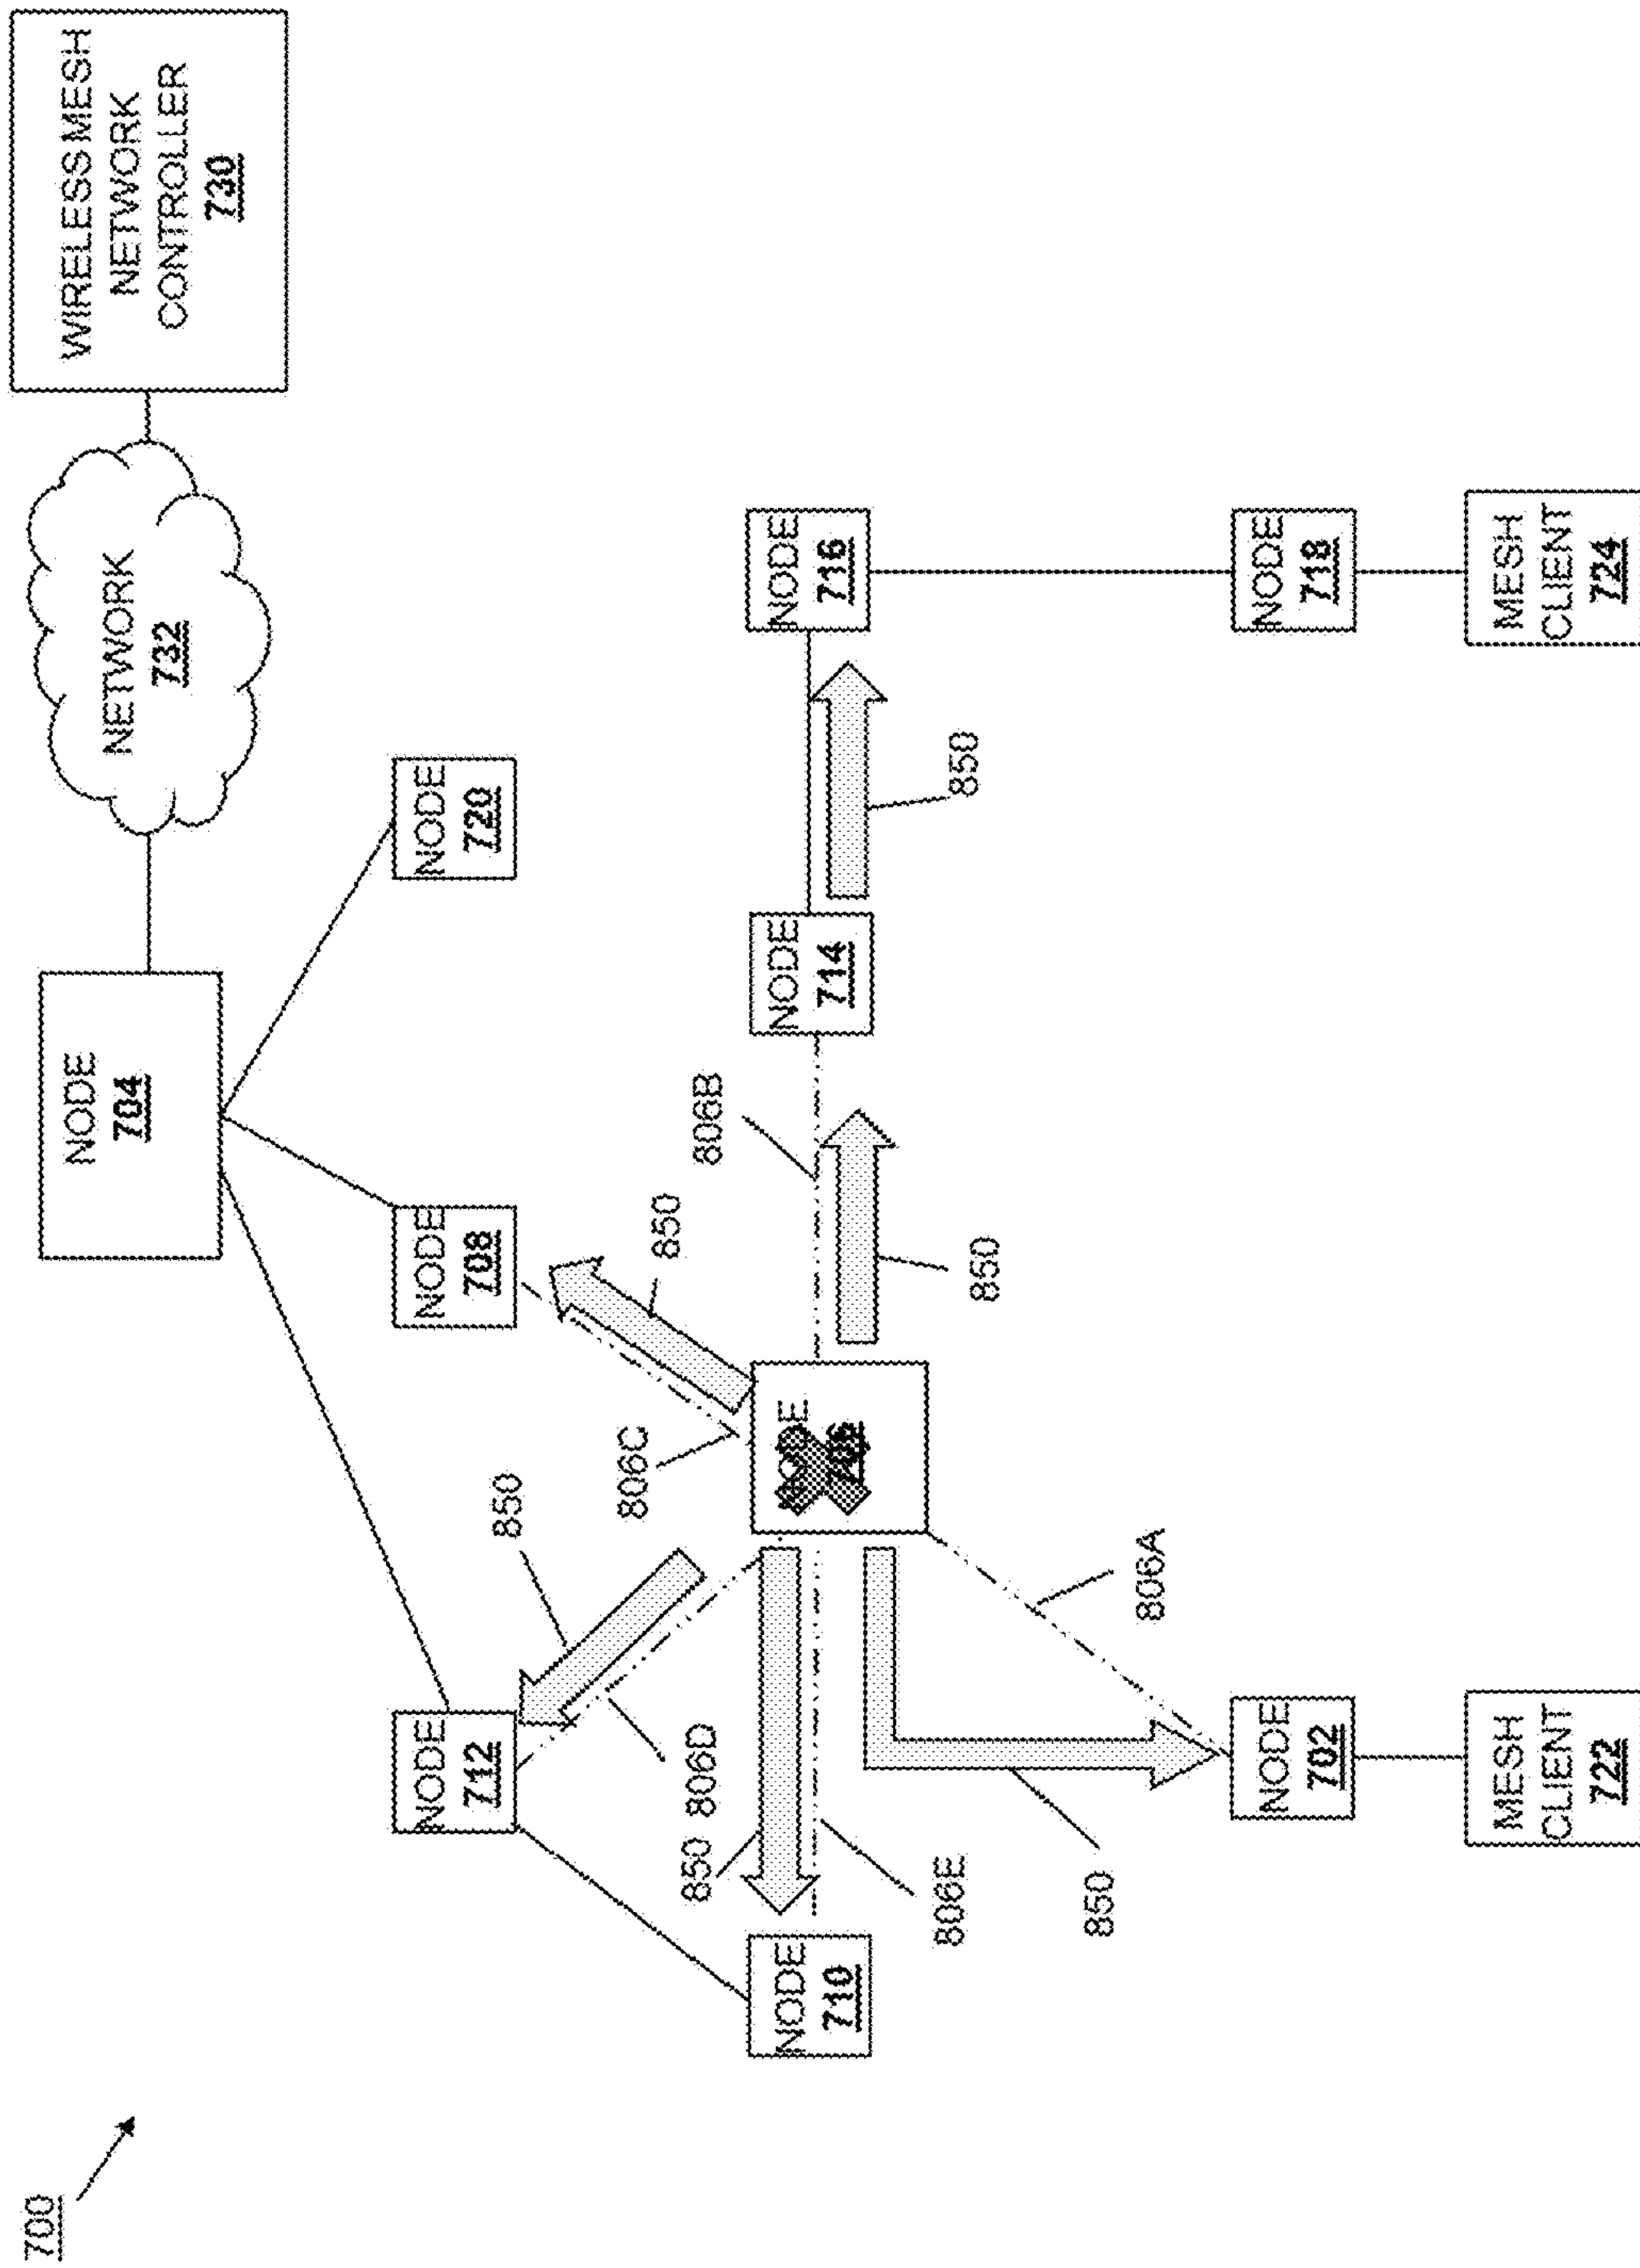 700
NODE
704
NETWORK
732
WIRELESS MESH
NETWORK
CONTROLLER
730
NODE
712
NODE
708
NODE
720
850
806C
850
850 806D
806B
NODE
710
NODE
706
NODE
714
NODE
716
806E
850
850
850
806A
NODE
702
NODE
718
MESH
CLIENT
722
MESH
CLIENT
724